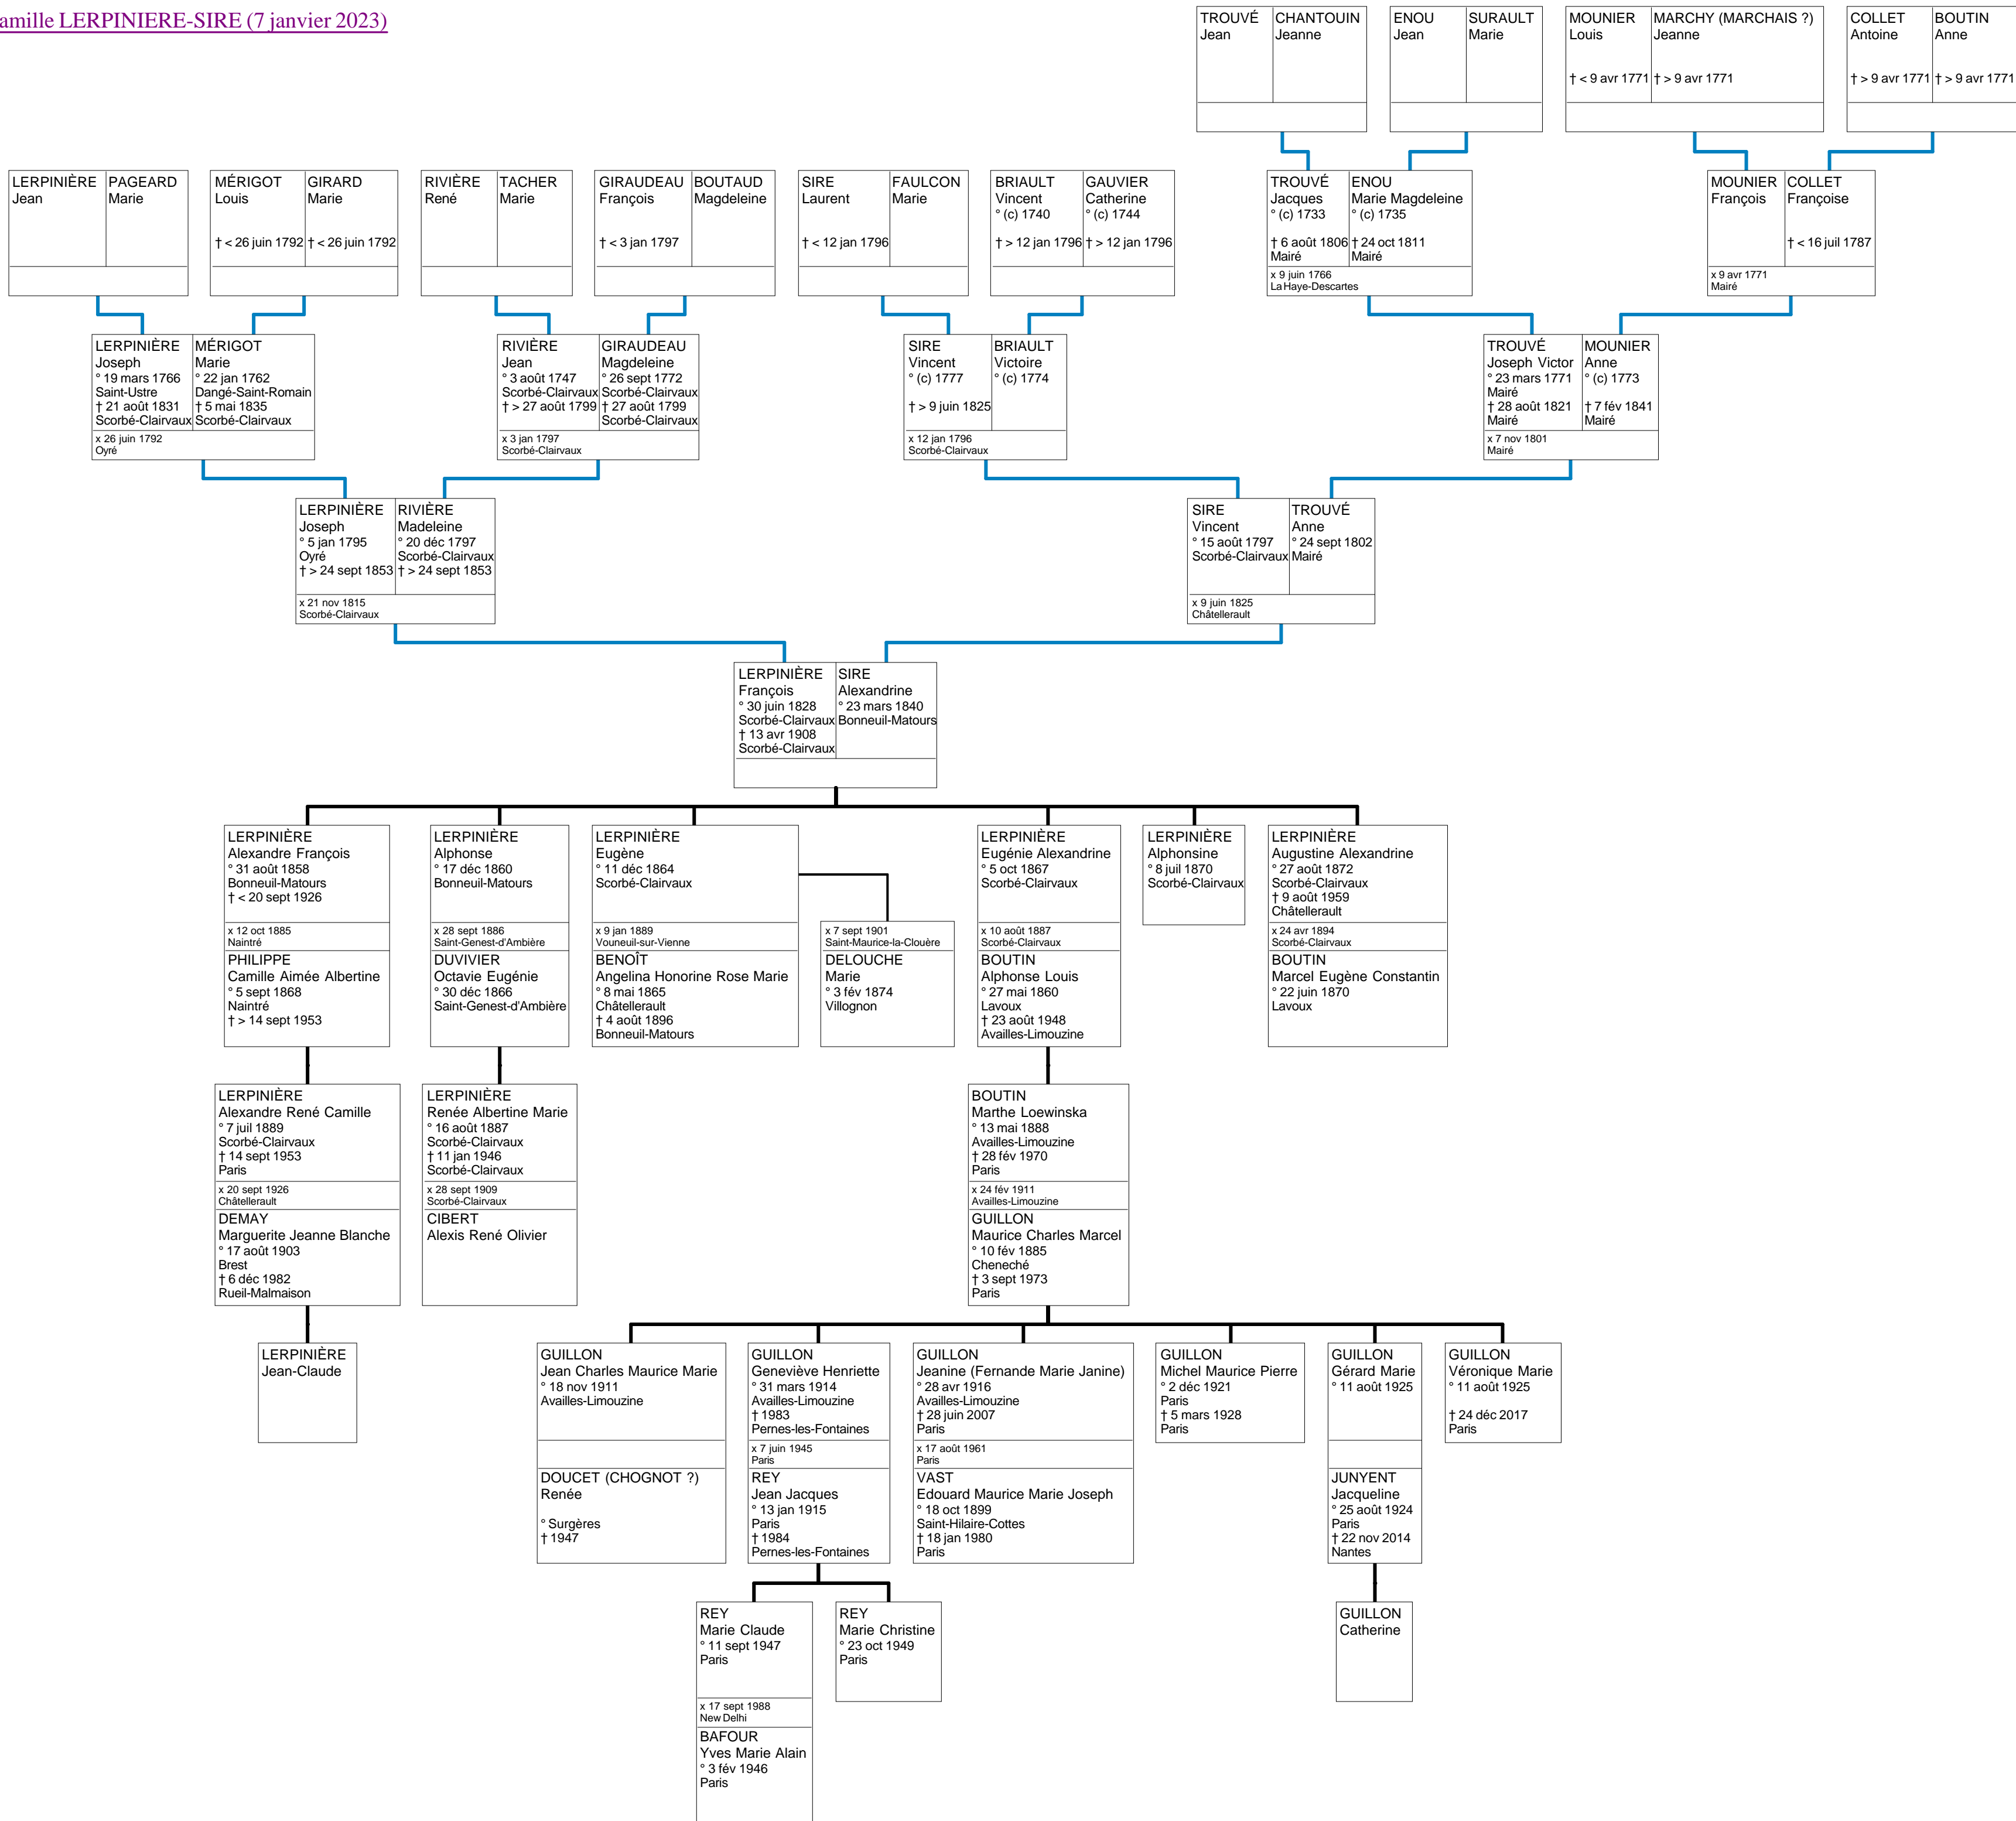 amille LERPINIERE-SIRE (7 janvier 2023)
TROUVÉ
Jean
CHANTOUIN
Jeanne
ENOU
Jean
SURAULT
Marie
MOUNIER
Louis
† < 9 avr 1771
MARCHY (MARCHAIS ?)
Jeanne
† > 9 avr 1771
COLLET
Antoine
† > 9 avr 1771
BOUTIN
Anne
† > 9 avr 1771
LERPINIÈRE
Jean
PAGEARD
Marie
MÉRIGOT
Louis
† < 26 juin 1792
GIRARD
Marie
† < 26 juin 1792
RIVIÈRE
René
TACHER
Marie
GIRAUDEAU
François
† < 3 jan 1797
BOUTAUD
Magdeleine
SIRE
Laurent
† < 12 jan 1796
FAULCON
Marie
BRIAULT
Vincent
° (c) 1740
† > 12 jan 1796
GAUVIER
Catherine
° (c) 1744
† > 12 jan 1796
TROUVÉ
Jacques
° (c) 1733
† 6 août 1806
Mairé
ENOU
Marie Magdeleine
° (c) 1735
† 24 oct 1811
Mairé
x 9 juin 1766
La Haye-Descartes
MOUNIER
François
COLLET
Françoise
† < 16 juil 1787
x 9 avr 1771
Mairé
LERPINIÈRE
Joseph
° 19 mars 1766
Saint-Ustre
† 21 août 1831
Scorbé-Clairvaux
MÉRIGOT
Marie
° 22 jan 1762
Dangé-Saint-Romain
† 5 mai 1835
Scorbé-Clairvaux
x 26 juin 1792
Oyré
RIVIÈRE
Jean
° 3 août 1747
Scorbé-Clairvaux
† > 27 août 1799
GIRAUDEAU
Magdeleine
° 26 sept 1772
Scorbé-Clairvaux
† 27 août 1799
Scorbé-Clairvaux
x 3 jan 1797
Scorbé-Clairvaux
SIRE
Vincent
° (c) 1777
† > 9 juin 1825
BRIAULT
Victoire
° (c) 1774
x 12 jan 1796
Scorbé-Clairvaux
TROUVÉ
Joseph Victor
° 23 mars 1771
Mairé
† 28 août 1821
Mairé
MOUNIER
Anne
° (c) 1773
† 7 fév 1841
Mairé
x 7 nov 1801
Mairé
LERPINIÈRE
Joseph
° 5 jan 1795
Oyré
† > 24 sept 1853
RIVIÈRE
Madeleine
° 20 déc 1797
Scorbé-Clairvaux
† > 24 sept 1853
x 21 nov 1815
Scorbé-Clairvaux
SIRE
Vincent
° 15 août 1797
Scorbé-Clairvaux
TROUVÉ
Anne
° 24 sept 1802
Mairé
x 9 juin 1825
Châtellerault
LERPINIÈRE
François
° 30 juin 1828
Scorbé-Clairvaux
† 13 avr 1908
Scorbé-Clairvaux
SIRE
Alexandrine
° 23 mars 1840
Bonneuil-Matours
LERPINIÈRE
Alexandre François
° 31 août 1858
Bonneuil-Matours
† < 20 sept 1926
x 12 oct 1885
Naintré
PHILIPPE
Camille Aimée Albertine
° 5 sept 1868
Naintré
† > 14 sept 1953
LERPINIÈRE
Alphonse
° 17 déc 1860
Bonneuil-Matours
x 28 sept 1886
Saint-Genest-d'Ambière
DUVIVIER
Octavie Eugénie
° 30 déc 1866
Saint-Genest-d'Ambière
LERPINIÈRE
Eugène
° 11 déc 1864
Scorbé-Clairvaux
x 9 jan 1889
Vouneuil-sur-Vienne
BENOÎT
Angelina Honorine Rose Marie
° 8 mai 1865
Châtellerault
† 4 août 1896
Bonneuil-Matours
x 7 sept 1901
Saint-Maurice-la-Clouère
DELOUCHE
Marie
° 3 fév 1874
Villognon
LERPINIÈRE
Eugénie Alexandrine
° 5 oct 1867
Scorbé-Clairvaux
x 10 août 1887
Scorbé-Clairvaux
BOUTIN
Alphonse Louis
° 27 mai 1860
Lavoux
† 23 août 1948
Availles-Limouzine
LERPINIÈRE
Alphonsine
° 8 juil 1870
Scorbé-Clairvaux
LERPINIÈRE
Augustine Alexandrine
° 27 août 1872
Scorbé-Clairvaux
† 9 août 1959
Châtellerault
x 24 avr 1894
Scorbé-Clairvaux
BOUTIN
Marcel Eugène Constantin
° 22 juin 1870
Lavoux
LERPINIÈRE
Alexandre René Camille
° 7 juil 1889
Scorbé-Clairvaux
† 14 sept 1953
Paris
x 20 sept 1926
Châtellerault
DEMAY
Marguerite Jeanne Blanche
° 17 août 1903
Brest
† 6 déc 1982
Rueil-Malmaison
LERPINIÈRE
Renée Albertine Marie
° 16 août 1887
Scorbé-Clairvaux
† 11 jan 1946
Scorbé-Clairvaux
x 28 sept 1909
Scorbé-Clairvaux
CIBERT
Alexis René Olivier
BOUTIN
Marthe Loewinska
° 13 mai 1888
Availles-Limouzine
† 28 fév 1970
Paris
x 24 fév 1911
Availles-Limouzine
GUILLON
Maurice Charles Marcel
° 10 fév 1885
Cheneché
† 3 sept 1973
Paris
LERPINIÈRE
Jean-Claude
GUILLON
Jean Charles Maurice Marie
° 18 nov 1911
Availles-Limouzine
DOUCET (CHOGNOT ?)
Renée
° Surgères
† 1947
GUILLON
Geneviève Henriette
° 31 mars 1914
Availles-Limouzine
† 1983
Pernes-les-Fontaines
x 7 juin 1945
Paris
REY
Jean Jacques
° 13 jan 1915
Paris
† 1984
Pernes-les-Fontaines
GUILLON
Jeanine (Fernande Marie Janine)
° 28 avr 1916
Availles-Limouzine
† 28 juin 2007
Paris
x 17 août 1961
Paris
VAST
Edouard Maurice Marie Joseph
° 18 oct 1899
Saint-Hilaire-Cottes
† 18 jan 1980
Paris
GUILLON
Michel Maurice Pierre
° 2 déc 1921
Paris
† 5 mars 1928
Paris
GUILLON
Gérard Marie
° 11 août 1925
JUNYENT
Jacqueline
° 25 août 1924
Paris
† 22 nov 2014
Nantes
GUILLON
Véronique Marie
° 11 août 1925
† 24 déc 2017
Paris
REY
Marie Claude
° 11 sept 1947
Paris
x 17 sept 1988
New Delhi
BAFOUR
Yves Marie Alain
° 3 fév 1946
Paris
REY
Marie Christine
° 23 oct 1949
Paris
GUILLON
Catherine